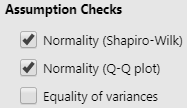 Assumption Checks
Normality (Shapiro-Wilk)
Normality (Q-Q plot)
Equality of variances